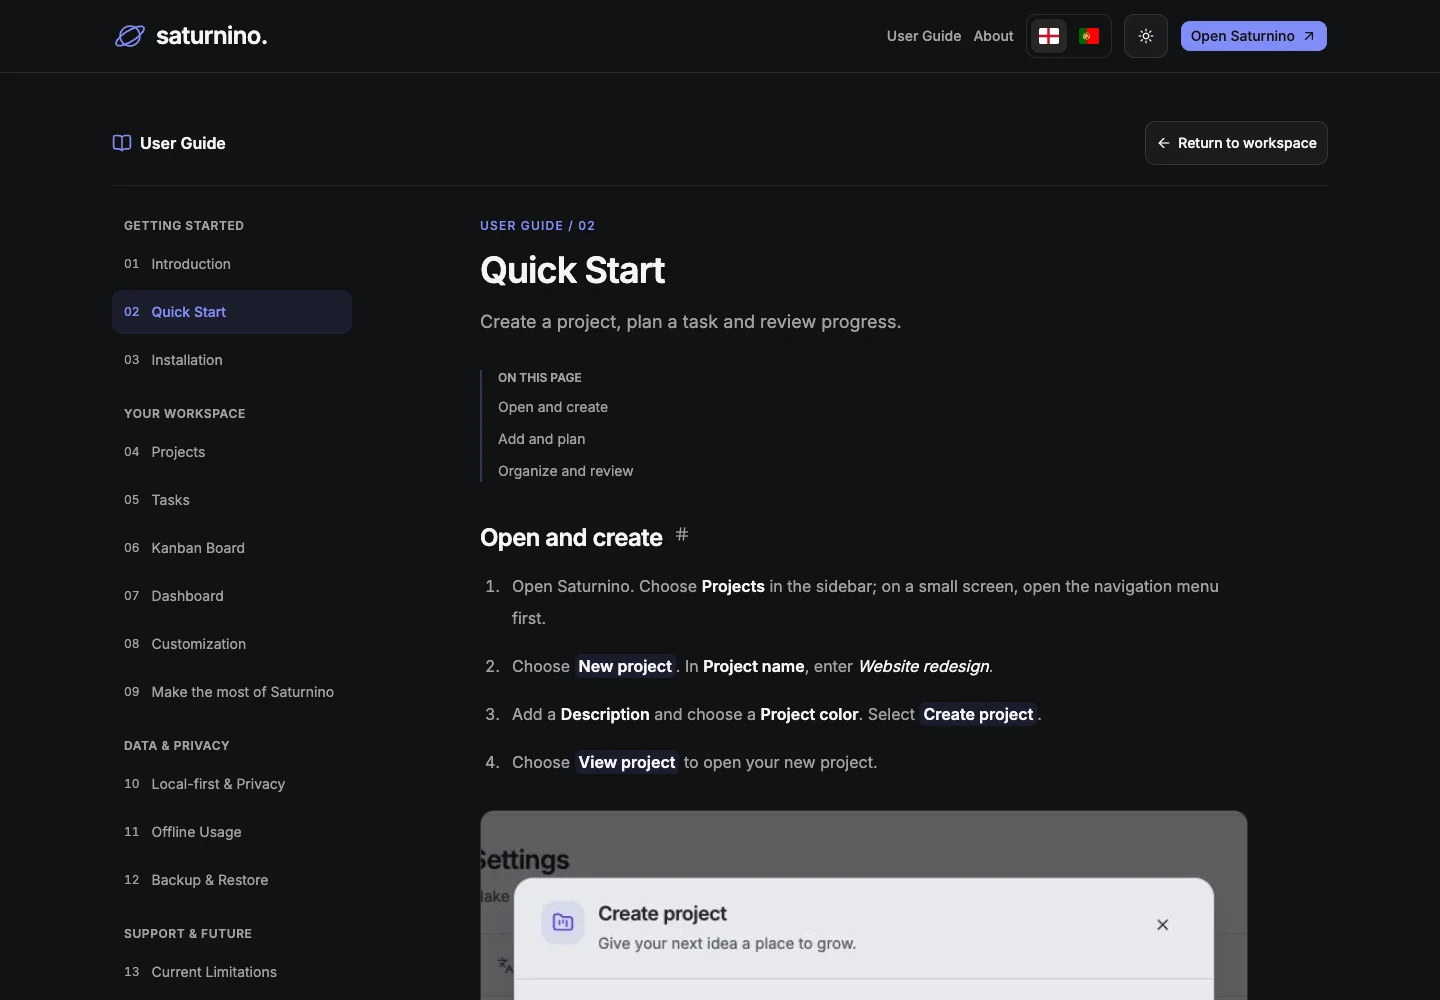 saturnino.
User Guide
About
Open Saturnino
User Guide
Return to workspace
GETTING STARTED
01 Introduction
02 Quick Start
03 Installation
YOUR WORKSPACE
04 Projects
05 Tasks
06 Kanban Board
07 Dashboard
08 Customization
09 Make the most of Saturnino
DATA & PRIVACY
10 Local-first & Privacy
11 Offline Usage
12 Backup & Restore
SUPPORT & FUTURE
13 Current Limitations
USER GUIDE / 02
Quick Start
Create a project, plan a task and review progress.
ON THIS PAGE
Open and create
Add and plan
Organize and review
Open and create #
1. Open Saturnino. Choose Projects in the sidebar; on a small screen, open the navigation menu
first.
2. Choose New project. In Project name, enter Website redesign.
3. Add a Description and choose a Project color. Select Create project.
4. Choose View project to open your new project.
Settings
Create project
Give your next idea a place to grow.